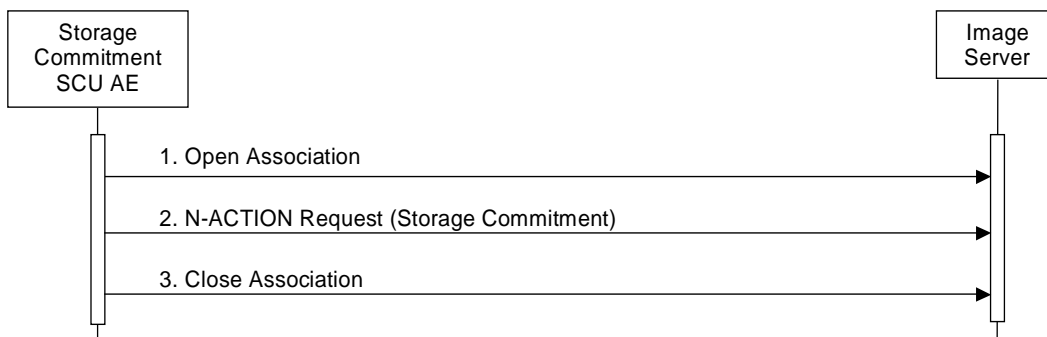 Storage
Commitment
SCU AE
Image
Server
1. Open Association
2. N-ACTION Request (Storage Commitment)
3. Close Association